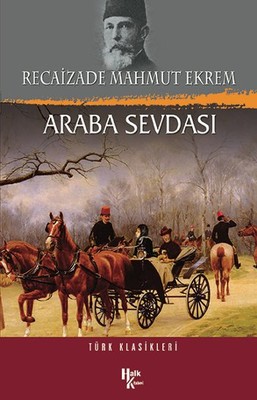 RECAİZADE MAHMUT EKREM
ARABA SEVDASI
TÜRK KLASİKLERİ
Halk
Kitabevi